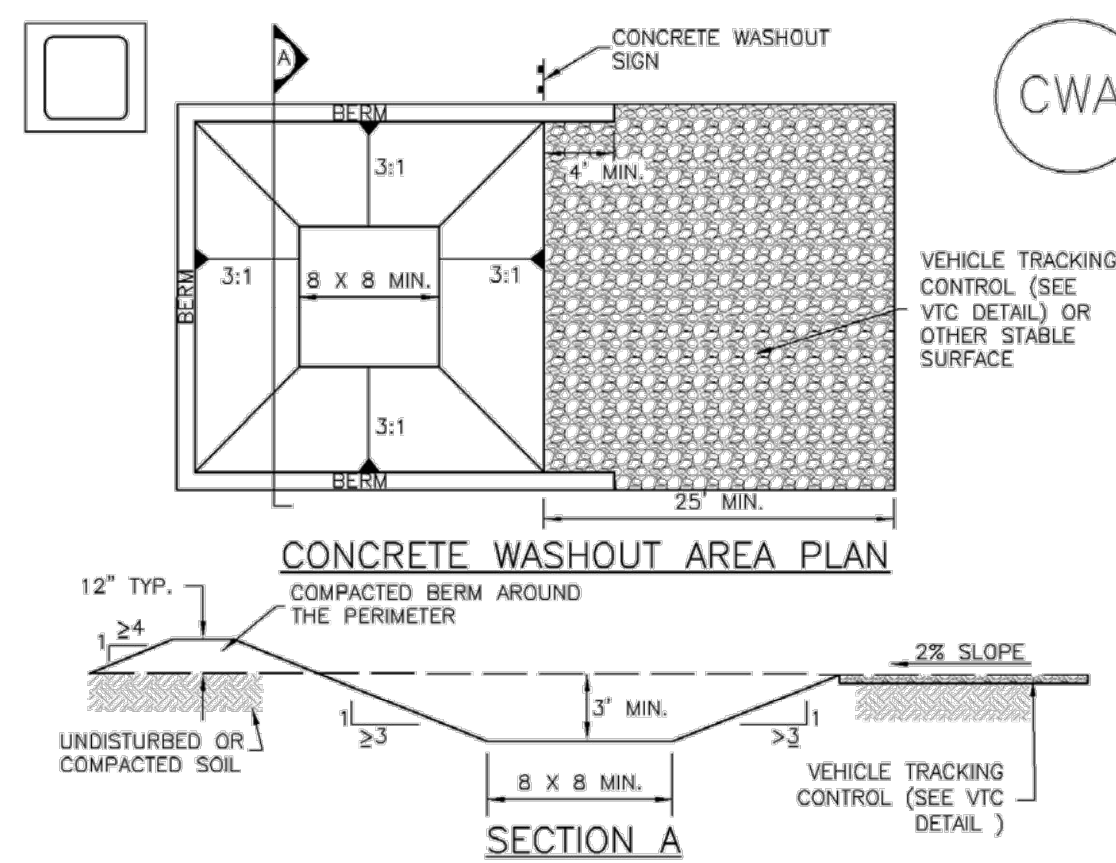 A
CONCRETE WASHOUT
SIGN
CWA
BERM
3:1
4' MIN.
BERM
3:1
8 X 8 MIN.
3:1
VEHICLE TRACKING
CONTROL (SEE
VTC DETAIL) OR
OTHER STABLE
SURFACE
3:1
BERM
25' MIN.
CONCRETE WASHOUT AREA PLAN
12" TYP.
COMPACTED BERM AROUND
THE PERIMETER
1
≥4
2% SLOPE
3' MIN.
1
≥3
1
>3
UNDISTURBED OR
COMPACTED SOIL
8 X 8 MIN.
VEHICLE TRACKING
CONTROL (SEE VTC
DETAIL )
SECTION A